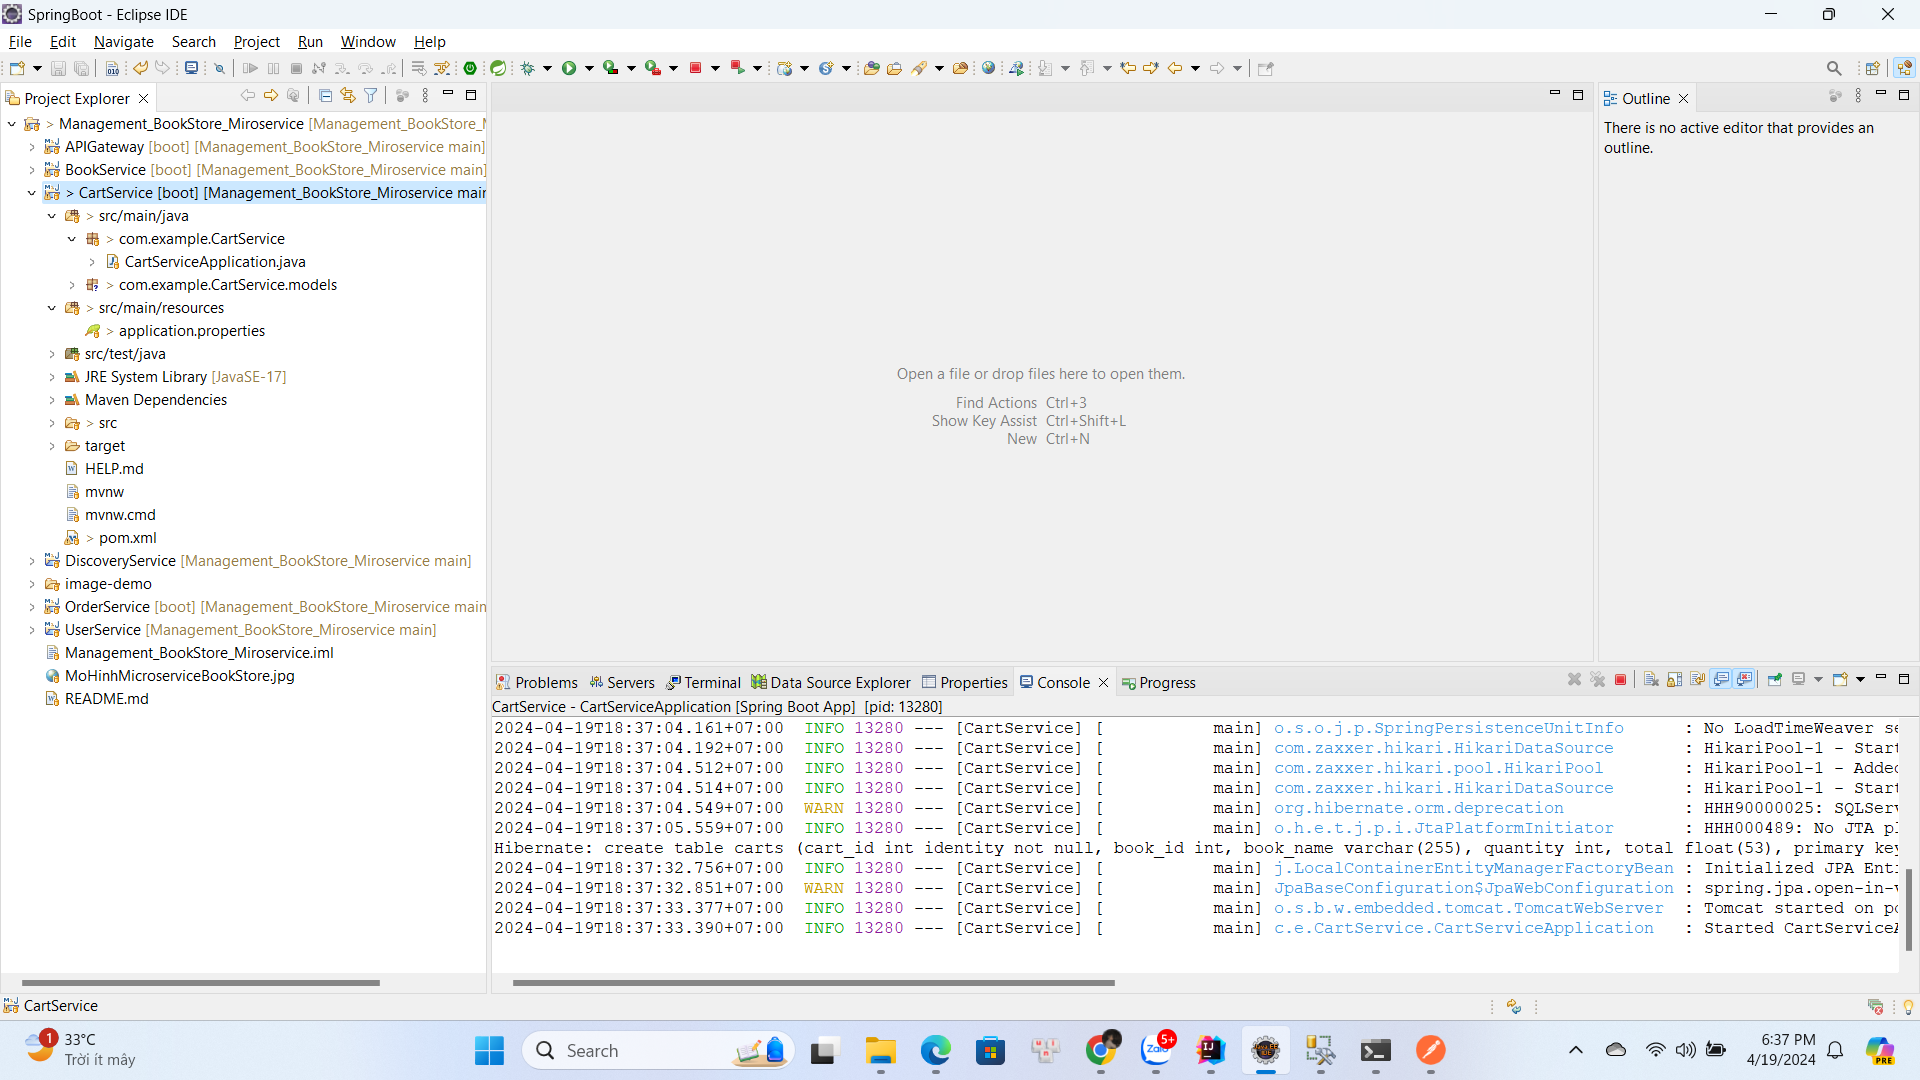 SpringBoot - Eclipse IDE
File Edit Navigate Search Project Run Window Help
Project Explorer
> Management_BookStore_Miroservice [Management_BookStore_M
APIGateway [boot] [Management_BookStore_Miroservice main]
BookService [boot] [Management_BookStore_Miroservice main]
> CartService [boot] [Management_BookStore_Miroservice main
> src/main/java
> com.example.CartService
CartServiceApplication.java
> com.example.CartService.models
> src/main/resources
> application.properties
src/test/java
JRE System Library [JavaSE-17]
Maven Dependencies
> src
target
HELP.md
mvnw
mvnw.cmd
> pom.xml
DiscoveryService [Management_BookStore_Miroservice main]
image-demo
OrderService [boot] [Management_BookStore_Miroservice main
UserService [Management_BookStore_Miroservice main]
Management_BookStore_Miroservice.iml
MoHinhMicroserviceBookStore.jpg
README.md
Open a file or drop files here to open them.
Find Actions Ctrl+3
Show Key Assist Ctrl+Shift+L
New Ctrl+N
Outline
There is no active editor that provides an
outline.
Problems Servers Terminal Data Source Explorer Properties Console Progress
CartService - CartServiceApplication [Spring Boot App] [pid: 13280]
2024-04-19T18:37:04.161+07:00 INFO 13280 --- [CartService] [ main] o.s.o.j.p.SpringPersistenceUnitInfo : No LoadTimeWeaver se
2024-04-19T18:37:04.192+07:00 INFO 13280 --- [CartService] [ main] com.zaxxer.hikari.HikariDataSource : HikariPool-1 - Start
2024-04-19T18:37:04.512+07:00 INFO 13280 --- [CartService] [ main] com.zaxxer.hikari.pool.HikariPool : HikariPool-1 - Added
2024-04-19T18:37:04.514+07:00 INFO 13280 --- [CartService] [ main] com.zaxxer.hikari.HikariDataSource : HikariPool-1 - Start
2024-04-19T18:37:04.549+07:00 WARN 13280 --- [CartService] [ main] org.hibernate.orm.deprecation : HHH90000025: SQLServ
2024-04-19T18:37:05.559+07:00 INFO 13280 --- [CartService] [ main] o.h.e.t.j.p.i.JtaPlatformInitiator : HHH000489: No JTA pl
Hibernate: create table carts (cart_id int identity not null, book_id int, book_name varchar(255), quantity int, total float(53), primary key
2024-04-19T18:37:32.756+07:00 INFO 13280 --- [CartService] [ main] j.LocalContainerEntityManagerFactoryBean : Initialized JPA Enti
2024-04-19T18:37:32.851+07:00 WARN 13280 --- [CartService] [ main] JpaBaseConfiguration$JpaWebConfiguration : spring.jpa.open-in-v
2024-04-19T18:37:33.377+07:00 INFO 13280 --- [CartService] [ main] o.s.b.w.embedded.tomcat.TomcatWebServer : Tomcat started on po
2024-04-19T18:37:33.390+07:00 INFO 13280 --- [CartService] [ main] c.e.CartService.CartServiceApplication : Started CartServiceA
CartService
1
33°C
Trời ít mây
Search
Zalo
5+
6:37 PM
4/19/2024
PRE